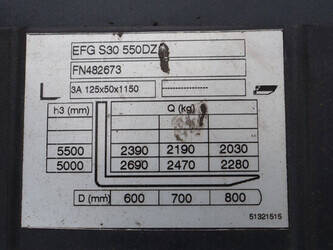 EFG S30 550DZ
FN482673
3A 125x50x1150 --------------
h3 (mm) Q (kg)
5500 2390 2190 2030
5000 2690 2470 2280
D (mm) 600 700 800
51321515